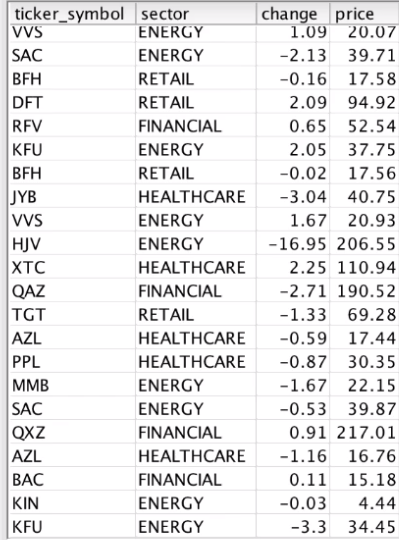 ticker_symbol sector change price
VVS ENERGY 1.09 20.07
SAC ENERGY -2.13 39.71
BFH RETAIL -0.16 17.58
DFT RETAIL 2.09 94.92
RFV FINANCIAL 0.65 52.54
KFU ENERGY 2.05 37.75
BFH RETAIL -0.02 17.56
JYB HEALTHCARE -3.04 40.75
VVS ENERGY 1.67 20.93
HJV ENERGY -16.95 206.55
XTC HEALTHCARE 2.25 110.94
QAZ FINANCIAL -2.71 190.52
TGT RETAIL -1.33 69.28
AZL HEALTHCARE -0.59 17.44
PPL HEALTHCARE -0.87 30.35
MMB ENERGY -1.67 22.15
SAC ENERGY -0.53 39.87
QXZ FINANCIAL 0.91 217.01
AZL HEALTHCARE -1.16 16.76
BAC FINANCIAL 0.11 15.18
KIN ENERGY -0.03 4.44
KFU ENERGY -3.3 34.45